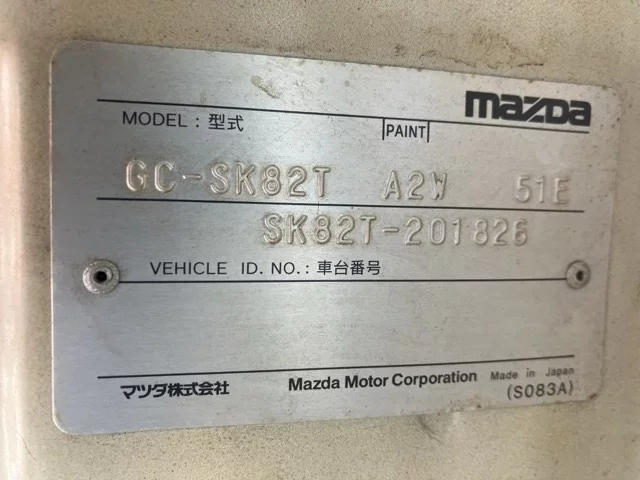 mazda
MODEL : 型式 PAINT
GC-SK82T A2W 51E
SK82T-201826
VEHICLE ID. NO. : 車台番号
マツダ株式会社 Mazda Motor Corporation Made in Japan
(S083A)